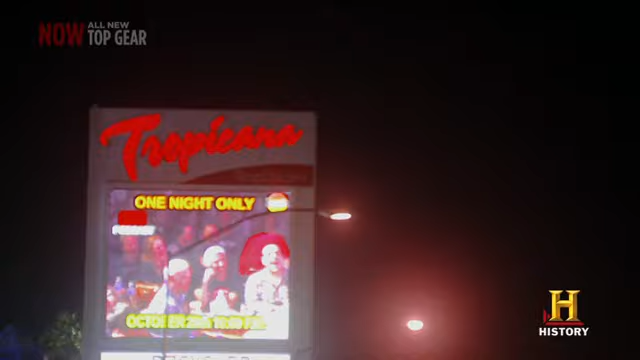 NOW ALL NEW
TOP GEAR
Tropicana
ONE NIGHT ONLY
H
HISTORY